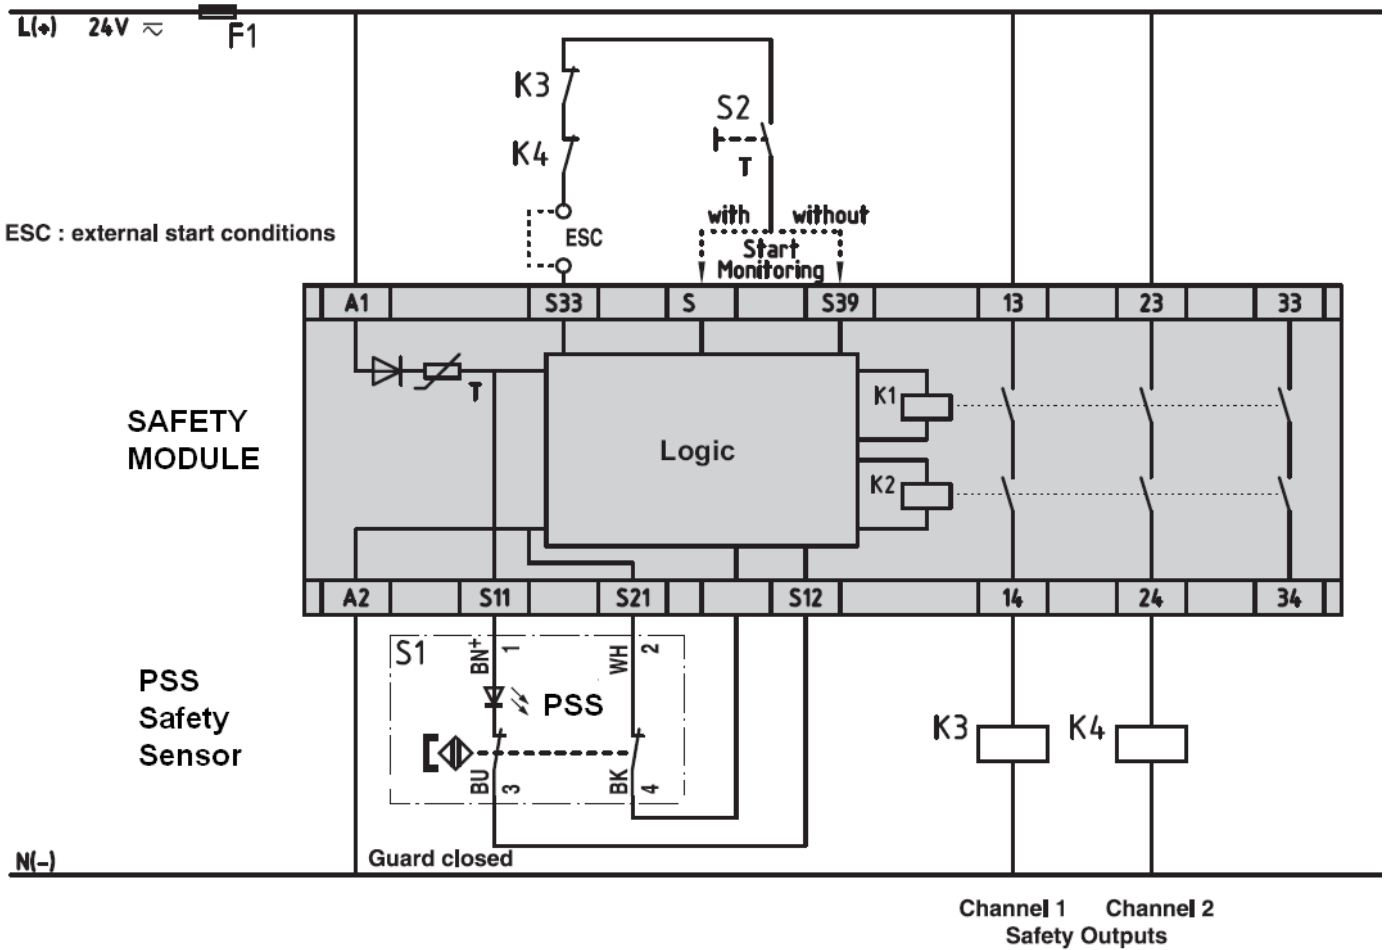 L(+) 24V ⎓ F1
K3
S2
K4
T
with without
ESC : external start conditions
ESC
Start
Monitoring
A1 S33 S S39 13 23 33
T
K1
SAFETY
MODULE
Logic
K2
A2 S11 S21 S12 14 24 34
S1 BN+ 1 WH 2
PSS
Safety
Sensor
PSS
K3 K4
BU 3 BK 4
N(-)
Guard closed
Channel 1 Channel 2
Safety Outputs